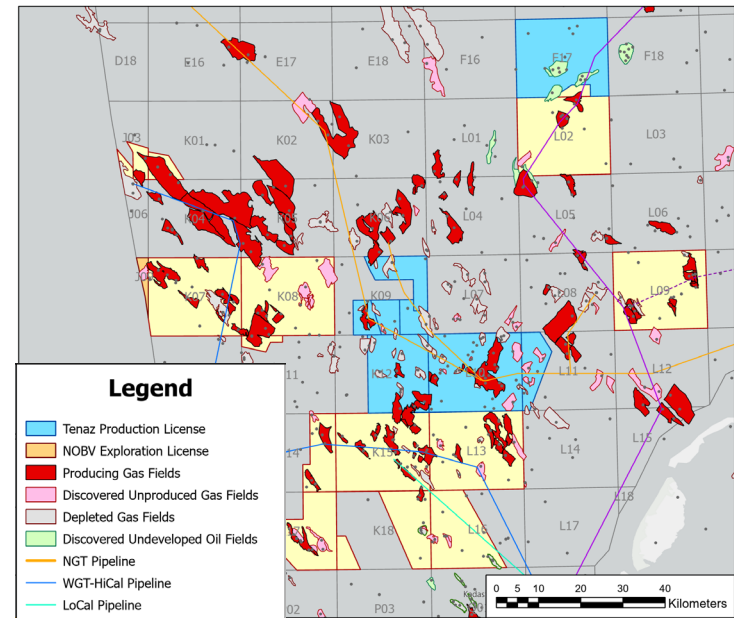 D18 E16 E17 E18 F16 F17 F18
J03 K01 K02 K03 L01 L02 L03
J06 K04 K05 K06 L04 L05 L06
K07 K08 K09 L07 L08 L09
11 K12 L10 L11 L12
14 K15 L13 L14 L15
17 K18 L16 L17 L18
02 P03
Legend
Tenaz Production License
NOBV Exploration License
Producing Gas Fields
Discovered Unproduced Gas Fields
Depleted Gas Fields
Discovered Undeveloped Oil Fields
NGT Pipeline
WGT-HiCal Pipeline
LoCal Pipeline
0 5 10 20 30 40
Kilometers